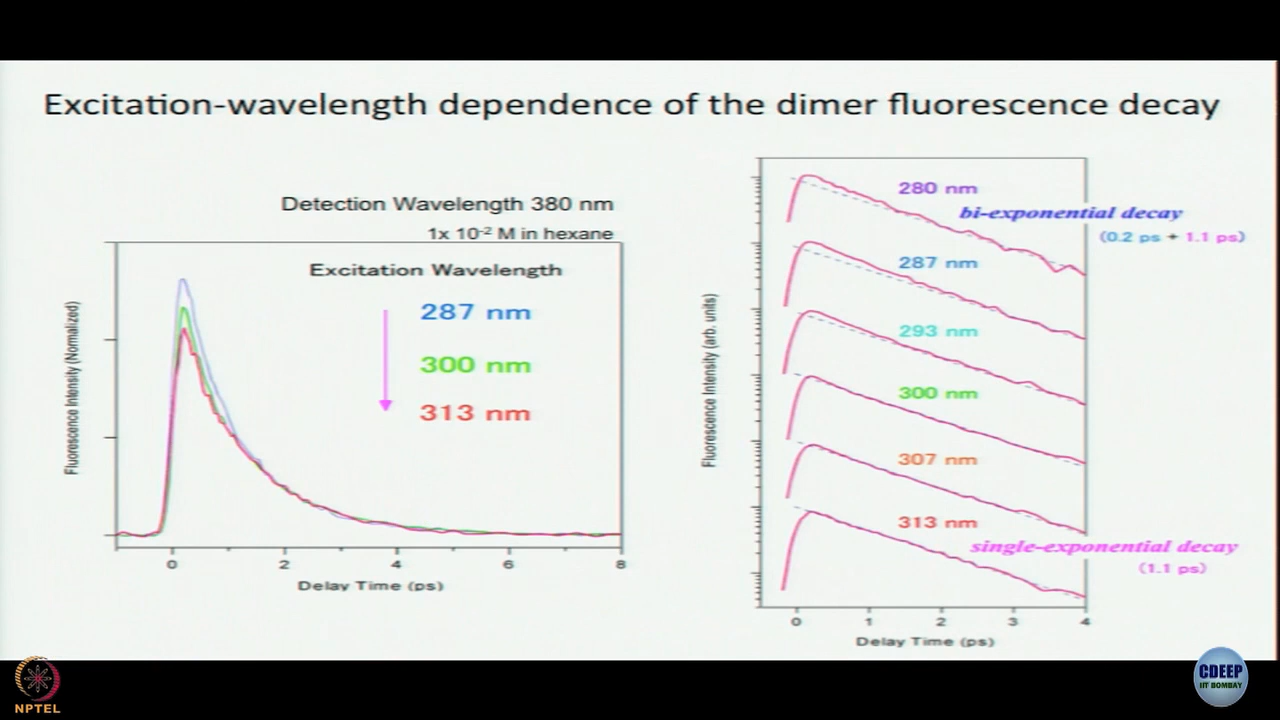 Excitation-wavelength dependence of the dimer fluorescence decay
Detection Wavelength 380 nm
1x 10⁻² M in hexane
Excitation Wavelength
287 nm
300 nm
313 nm
Fluorescence Intensity (Normalized)
0 2 4 6 8
Delay Time (ps)
280 nm
bi-exponential decay
(0.2 ps + 1.1 ps)
287 nm
293 nm
300 nm
307 nm
313 nm
single-exponential decay
(1.1 ps)
Fluorescence Intensity (arb. units)
0 1 2 3 4
Delay Time (ps)
NPTEL
CDEEP
IIT BOMBAY